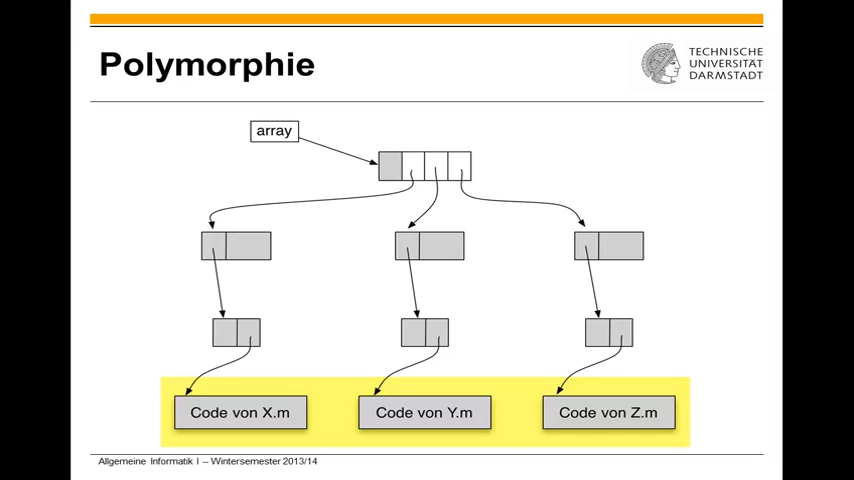 Polymorphie
TECHNISCHE
UNIVERSITÄT
DARMSTADT
array
Code von X.m
Code von Y.m
Code von Z.m
Allgemeine Informatik I -- Wintersemester 2013/14